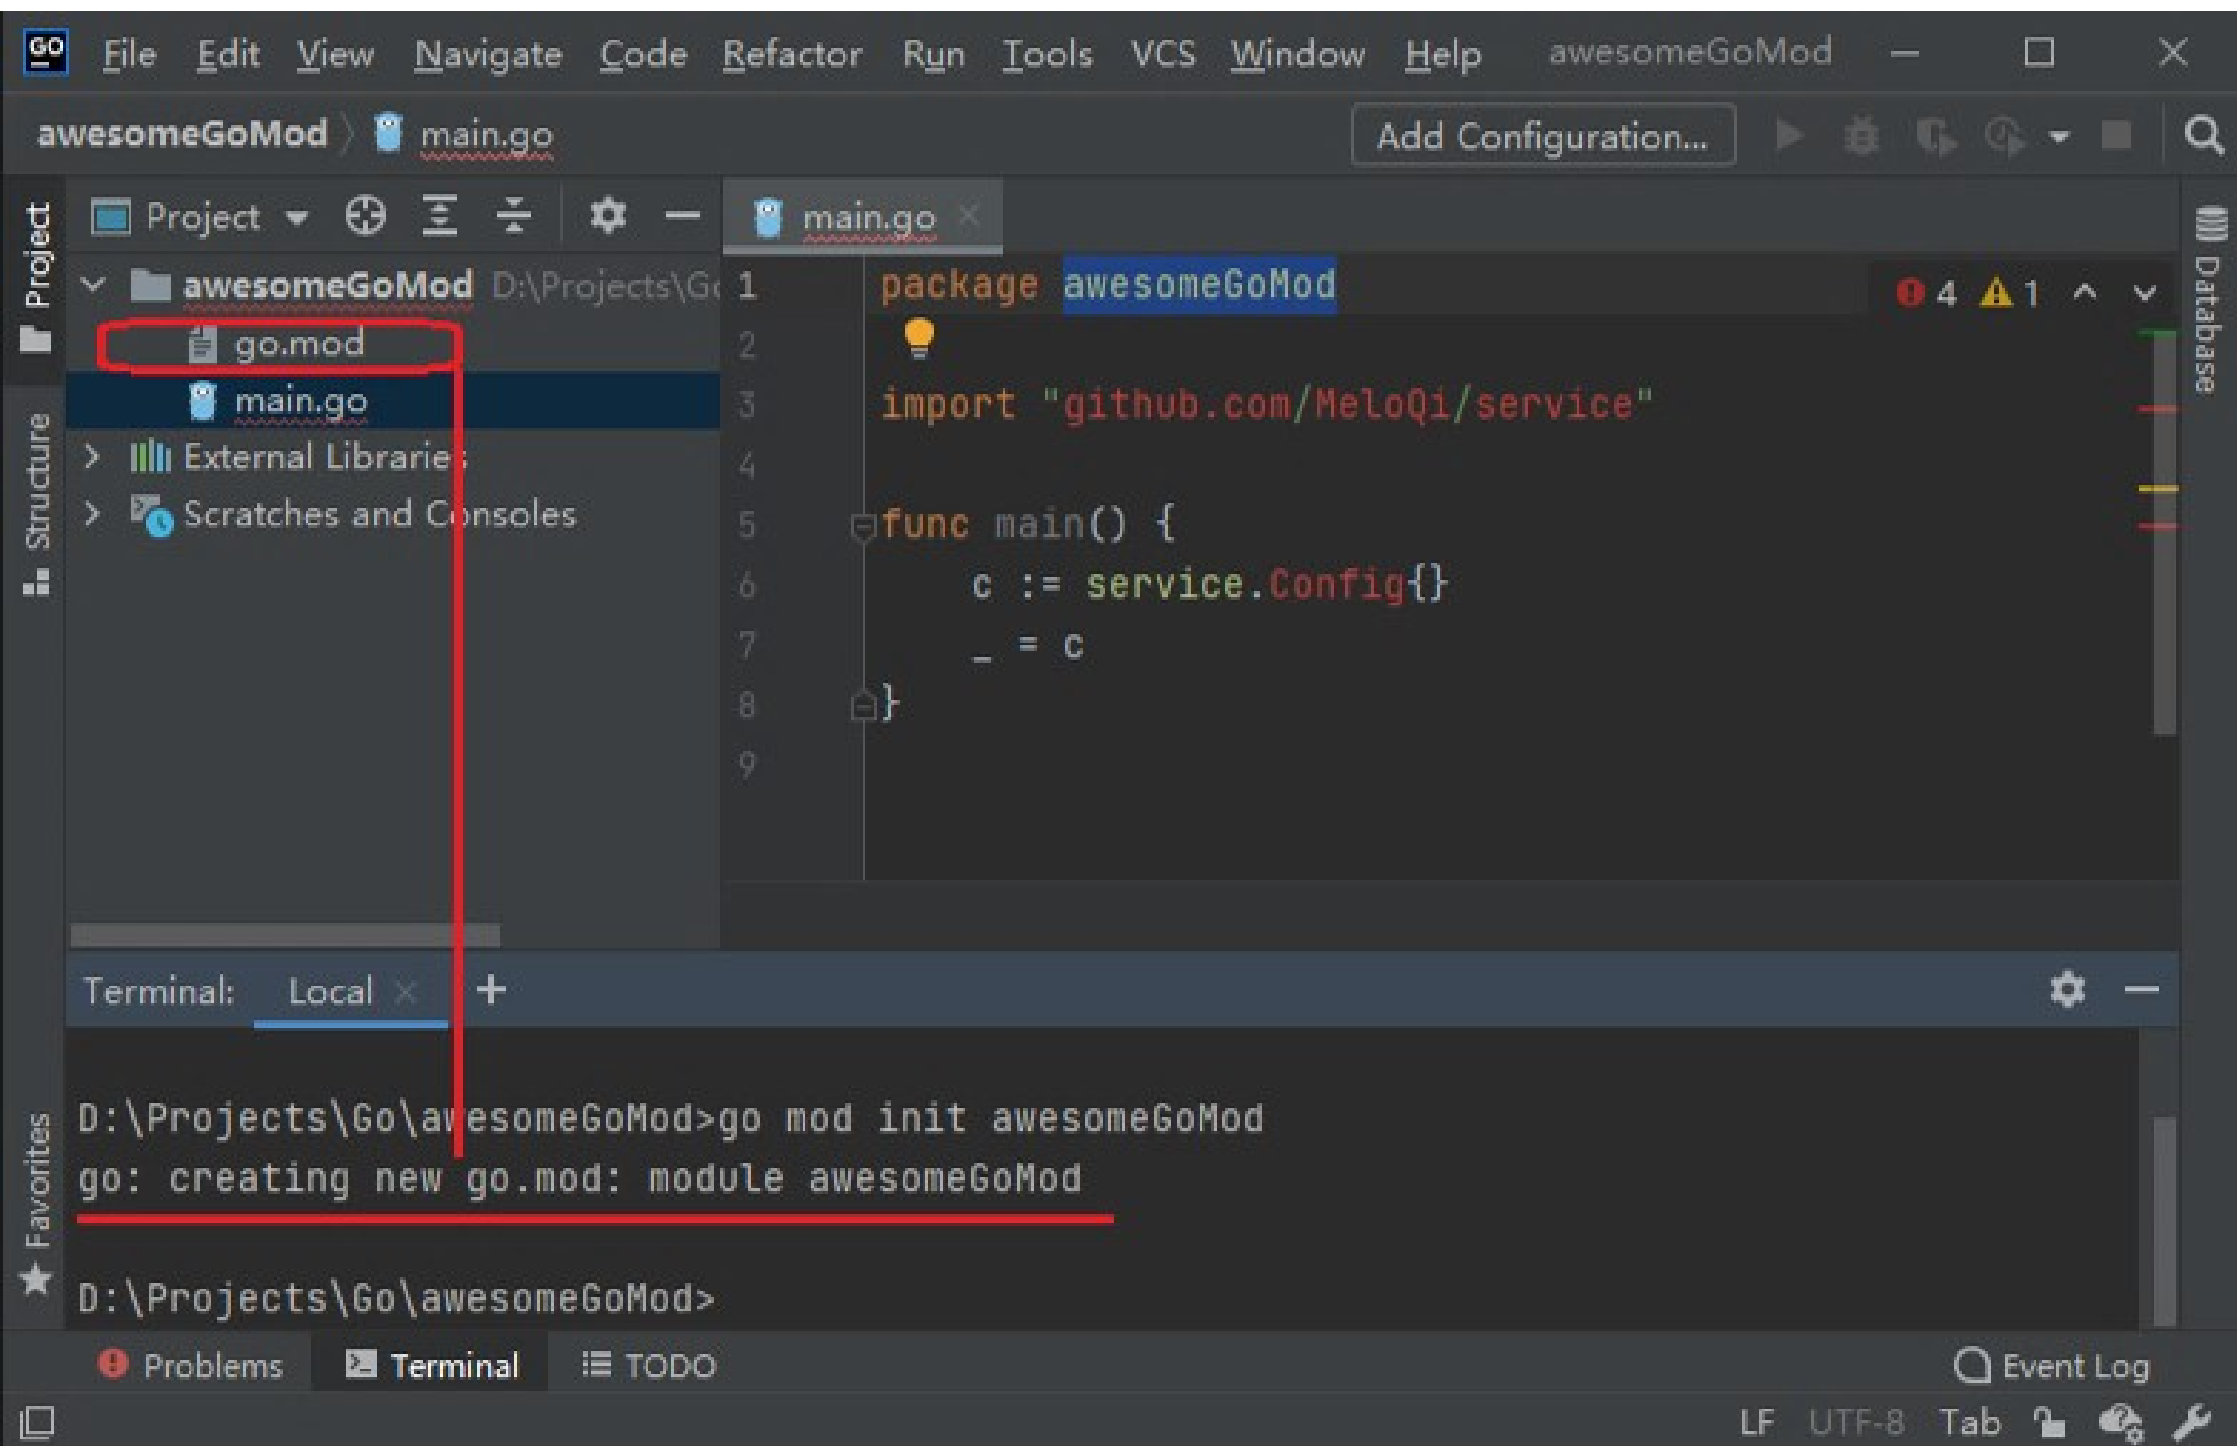 GO File Edit View Navigate Code Refactor Run Tools VCS Window Help awesomeGoMod
awesomeGoMod main.go Add Configuration...
Project
main.go
awesomeGoMod D:\Projects\Go
go.mod
main.go
External Libraries
Scratches and Consoles
1 package awesomeGoMod
4 1
2
3 import "github.com/MeloQi/service"
4
5 func main() {
6 c := service.Config{}
7 _ = c
8 }
9
Project
Structure
Favorites
Database
Terminal: Local +
D:\Projects\Go\awesomeGoMod>go mod init awesomeGoMod
go: creating new go.mod: module awesomeGoMod
D:\Projects\Go\awesomeGoMod>
Problems Terminal TODO Event Log
LF UTF-8 Tab